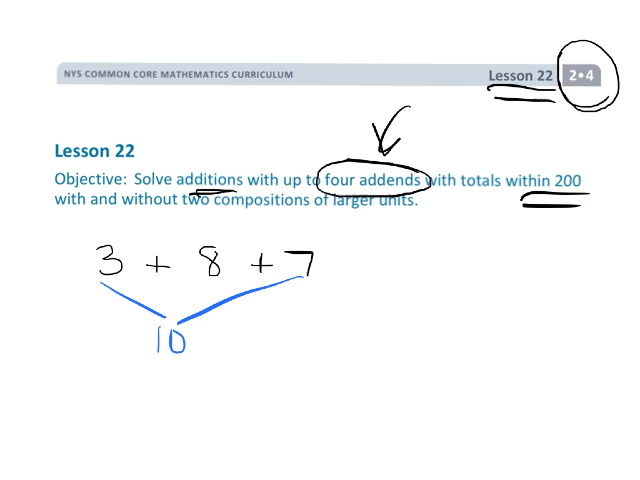 NYS COMMON CORE MATHEMATICS CURRICULUM Lesson 22 2•4
Lesson 22
Objective: Solve additions with up to four addends with totals within 200
with and without two compositions of larger units.
3 + 8 + 7
10